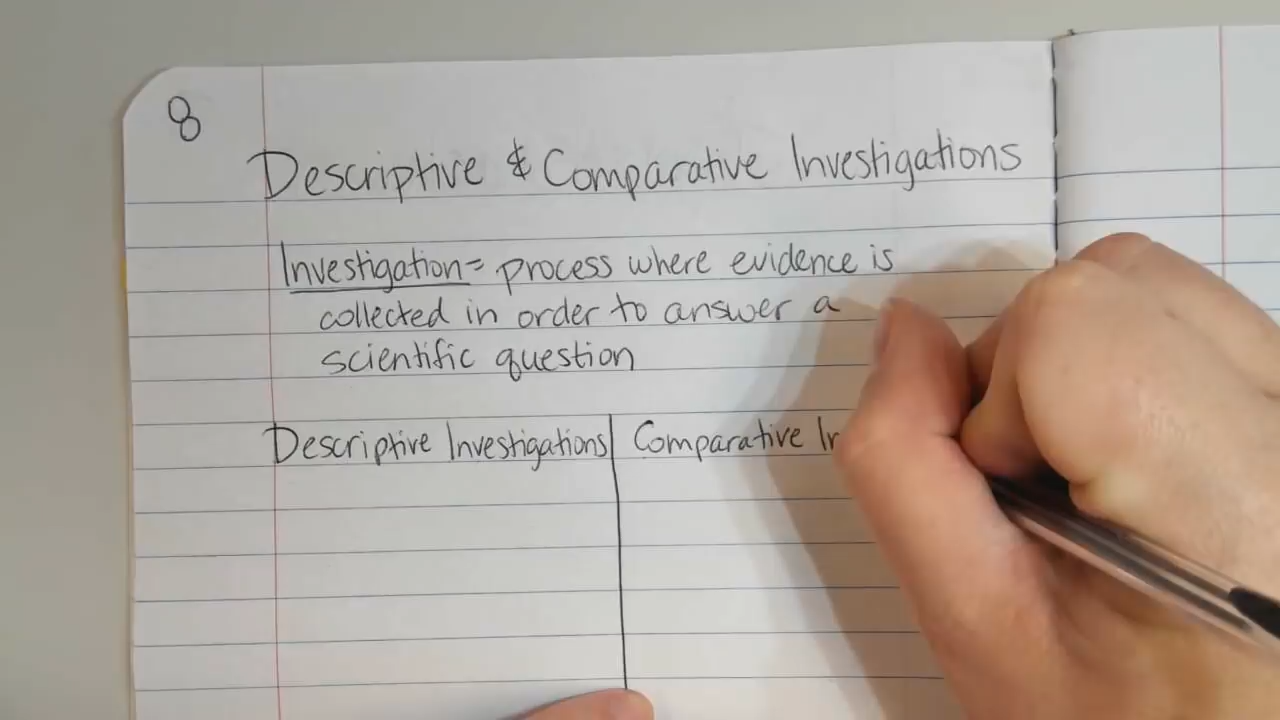 8
Descriptive & Comparative Investigations
Investigation= process where evidence is
collected in order to answer a
scientific question
Descriptive Investigations
Comparative